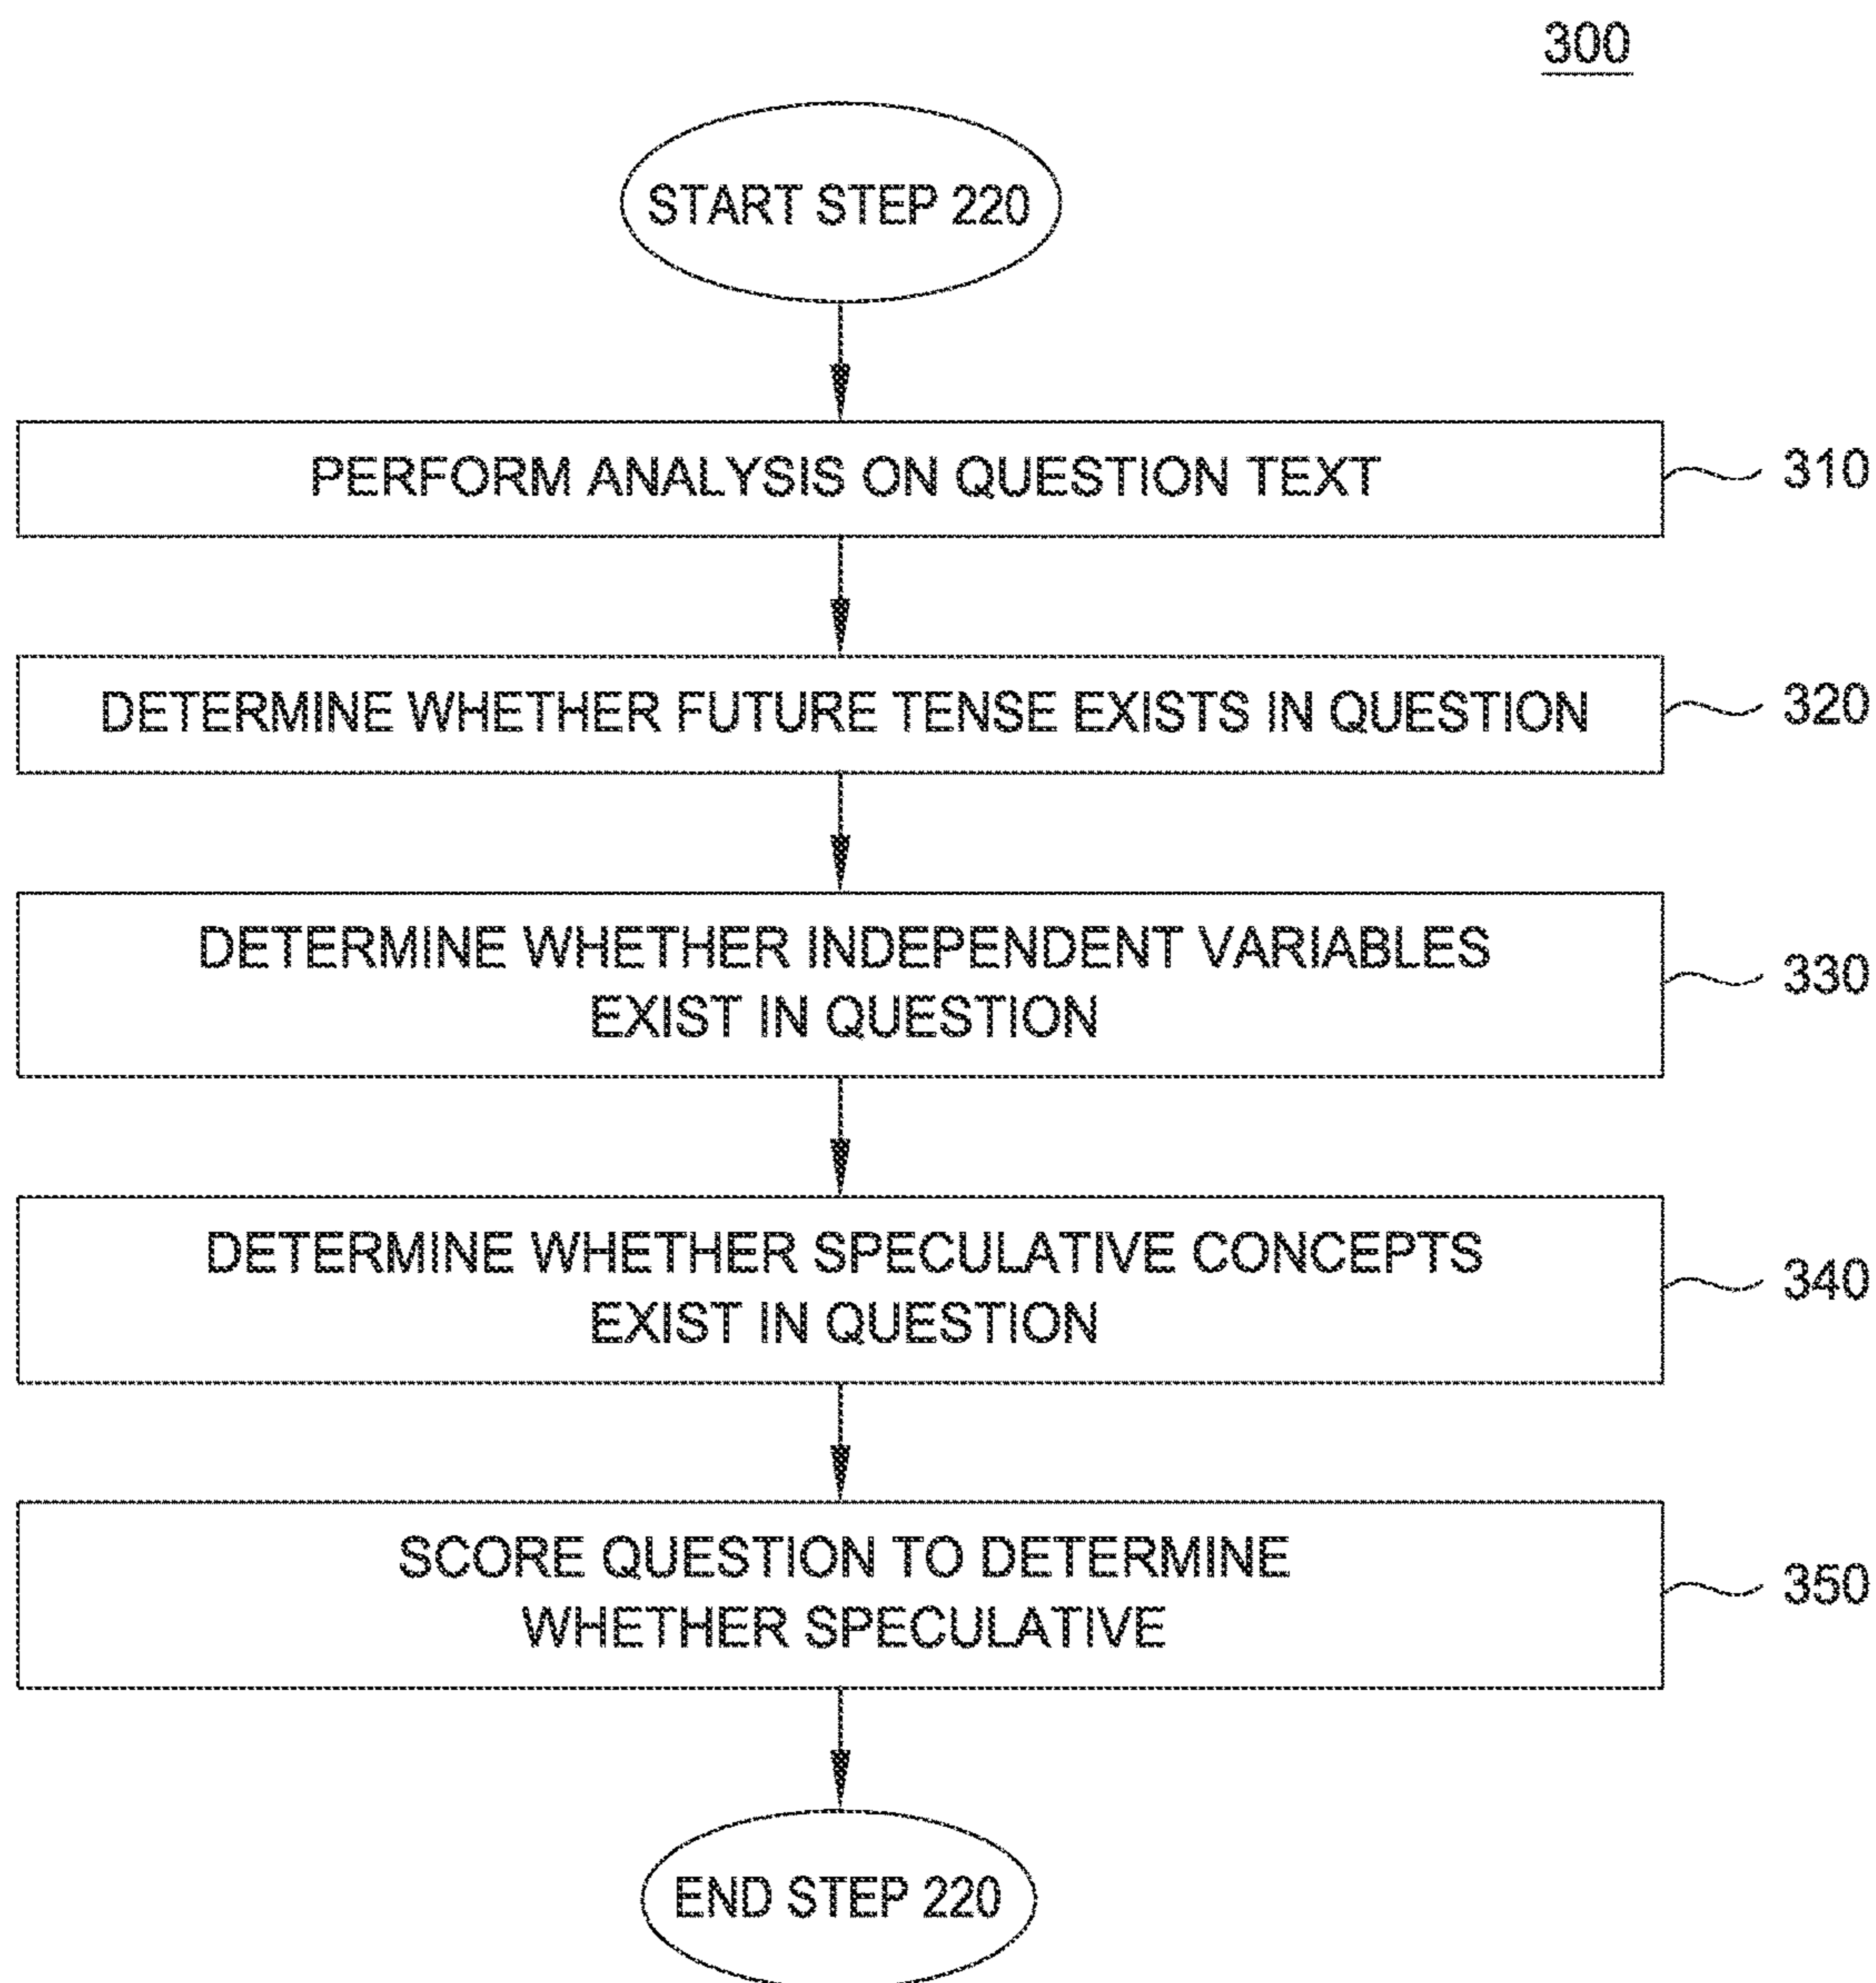 300
START STEP 220
PERFORM ANALYSIS ON QUESTION TEXT
310
DETERMINE WHETHER FUTURE TENSE EXISTS IN QUESTION
320
DETERMINE WHETHER INDEPENDENT VARIABLES
EXIST IN QUESTION
330
DETERMINE WHETHER SPECULATIVE CONCEPTS
EXIST IN QUESTION
340
SCORE QUESTION TO DETERMINE
WHETHER SPECULATIVE
350
END STEP 220